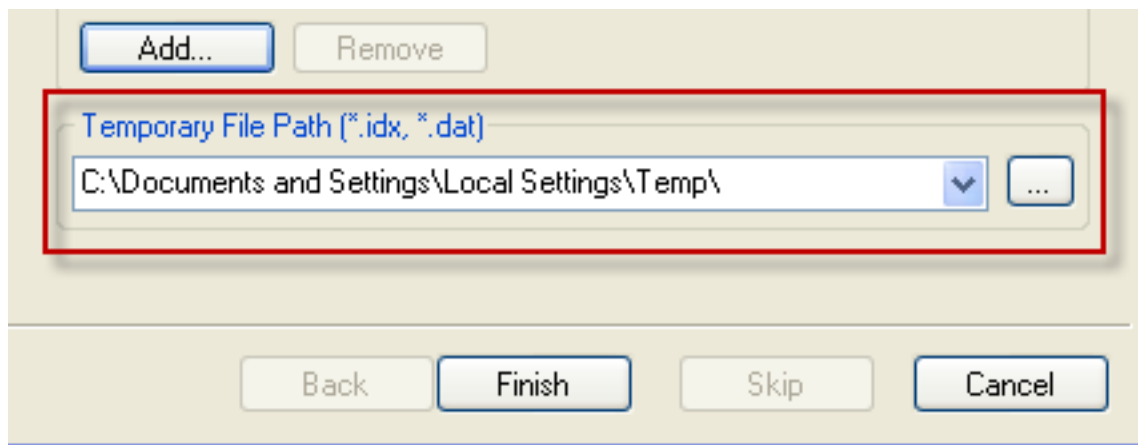 Add... Remove
Temporary File Path (*.idx, *.dat)
C:\Documents and Settings\Local Settings\Temp\ ...
Back Finish Skip Cancel